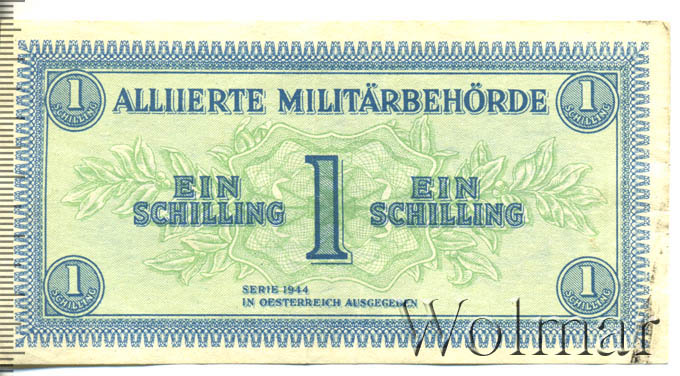 1 SCHILLING
1 SCHILLING
ALLIIERTE MILITÄRBEHÖRDE
EIN SCHILLING
1
EIN SCHILLING
SERIE 1944
IN OESTERREICH AUSGEGEBEN
1 SCHILLING
1 SCHILLING
Wolmar